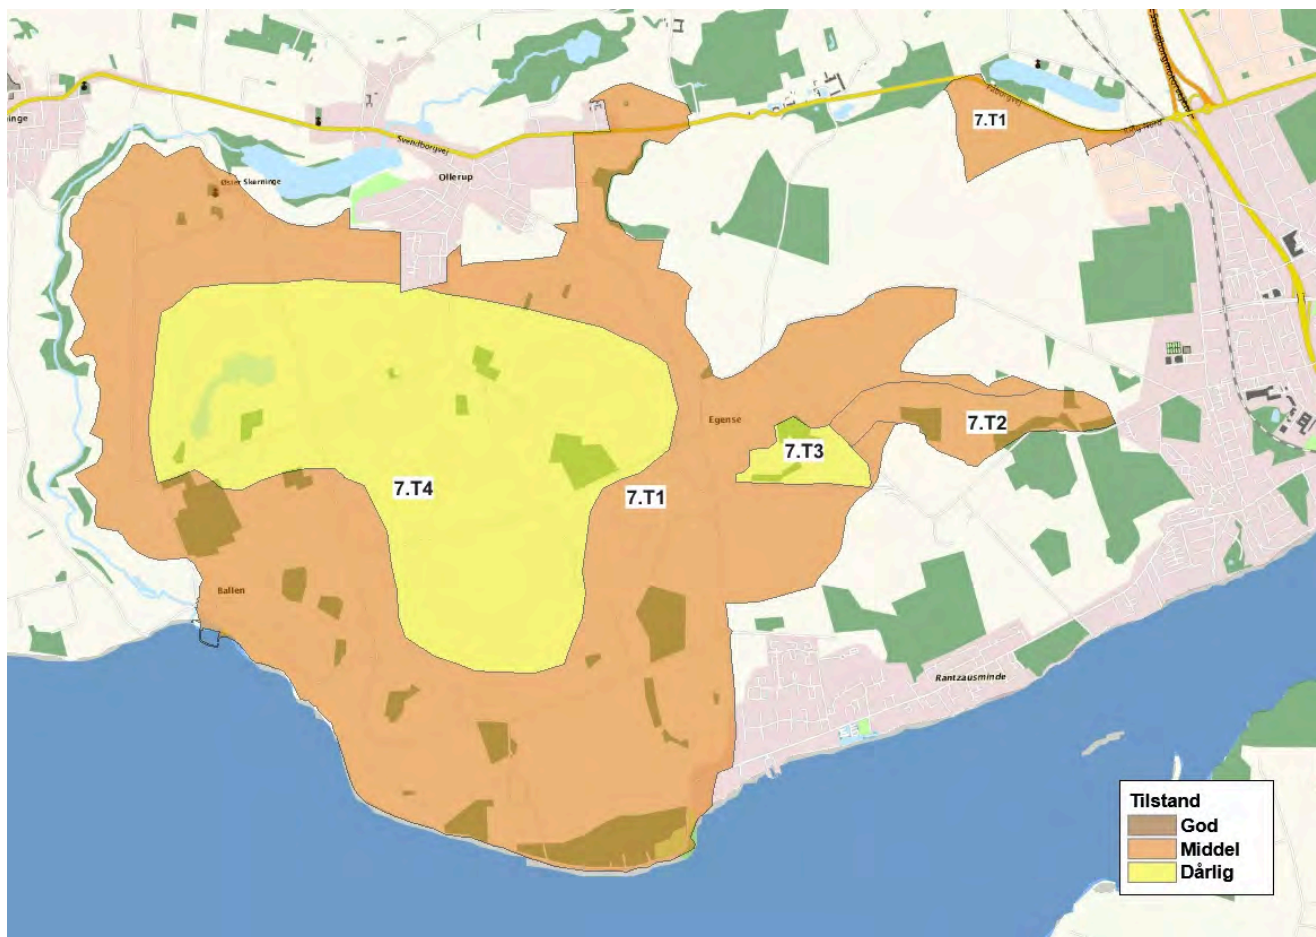 7.T1
Svendborgvej
inge
Øster Skerninge
Ollerup
Egense
7.T2
7.T3
7.T4
7.T1
Ballen
Rantzausminde
Tilstand
God
Middel
Dårlig